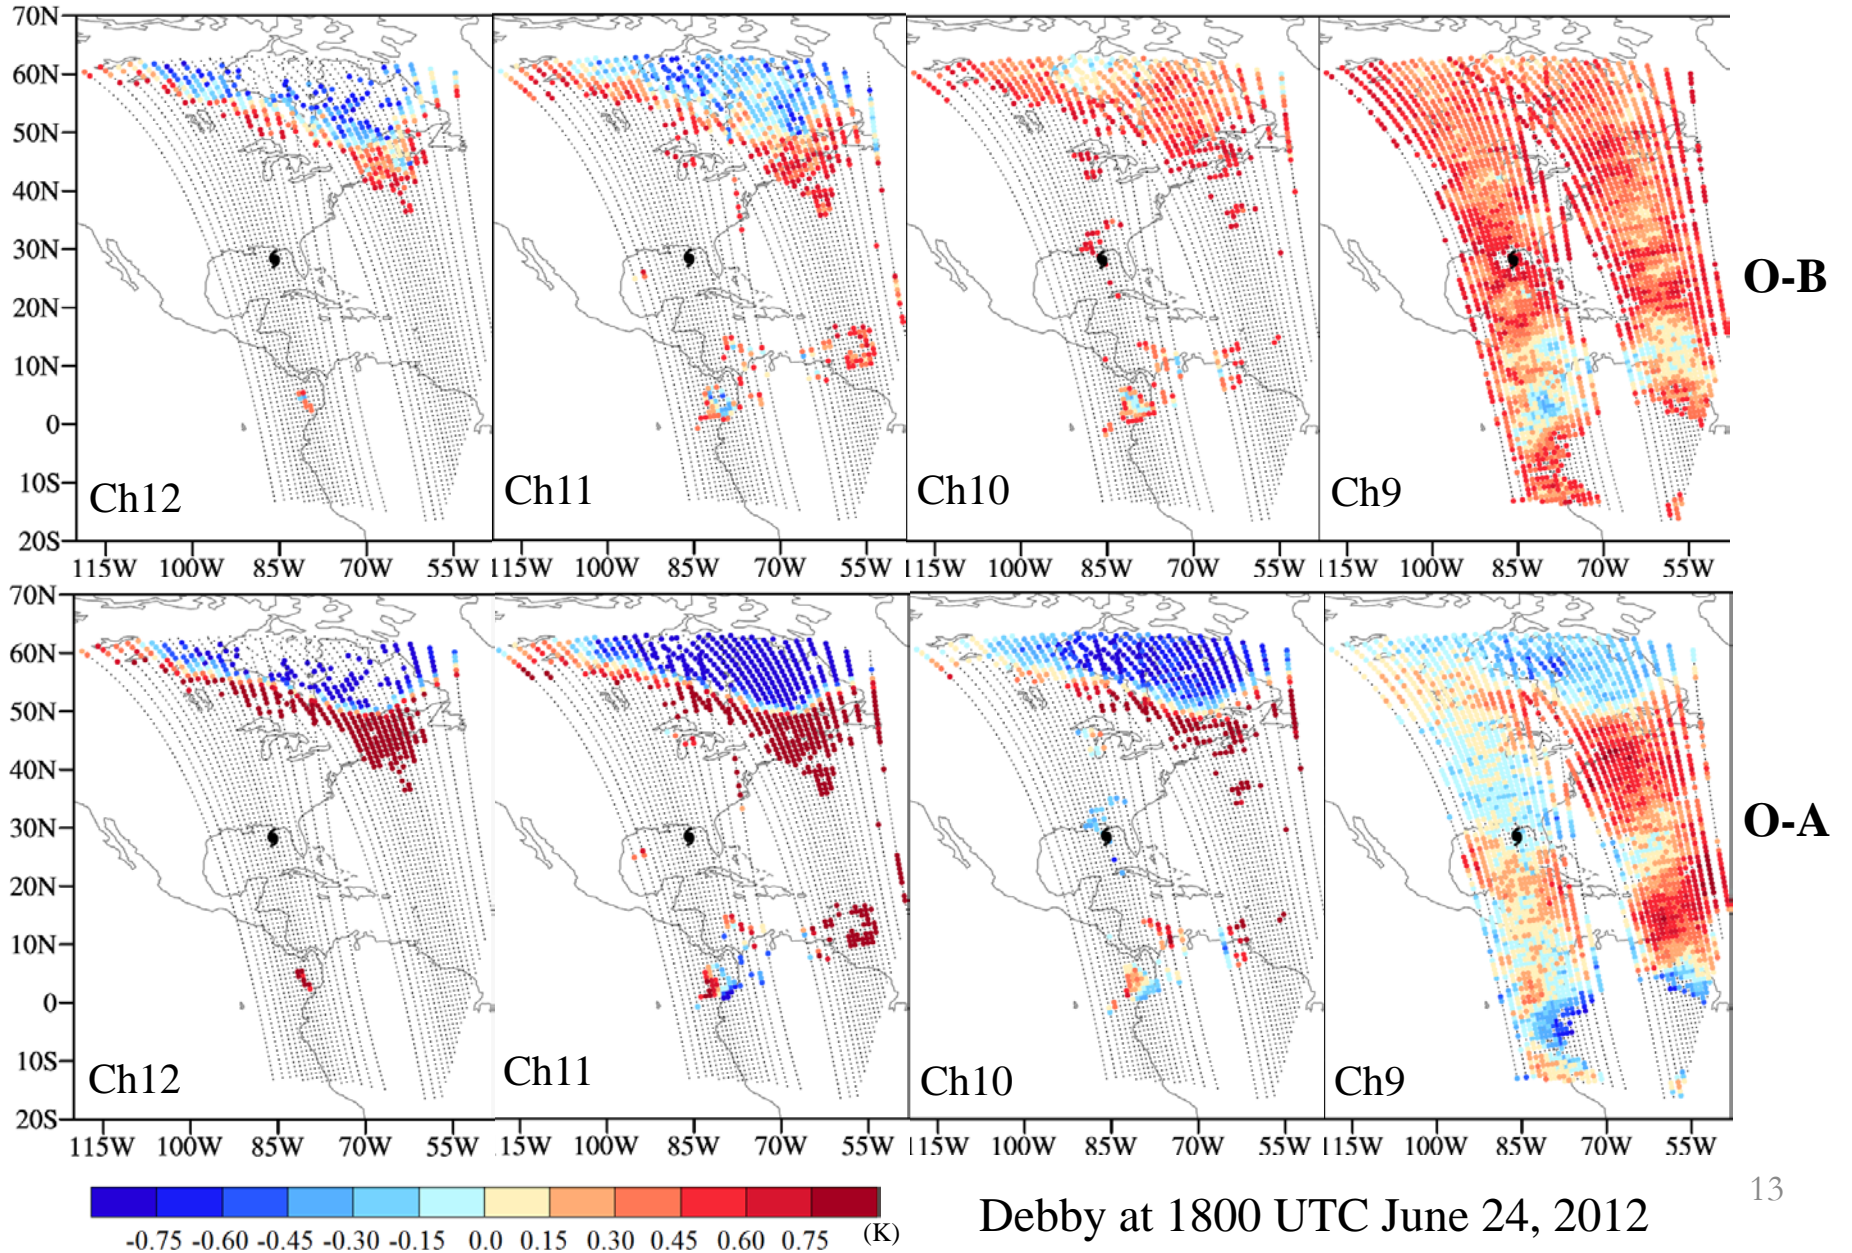 70N
60N
50N
40N
30N
20N
10N
0
10S
20S
Ch12
Ch11
Ch10
Ch9
O-B
115W 100W 85W 70W 55W 115W 100W 85W 70W 55W 115W 100W 85W 70W 55W 115W 100W 85W 70W 55W
70N
60N
50N
40N
30N
20N
10N
0
10S
20S
Ch12
Ch11
Ch10
Ch9
O-A
115W 100W 85W 70W 55W 15W 100W 85W 70W 55W 115W 100W 85W 70W 55W 115W 100W 85W 70W 55W
-0.75 -0.60 -0.45 -0.30 -0.15 0.0 0.15 0.30 0.45 0.60 0.75 (K)
Debby at 1800 UTC June 24, 2012
13